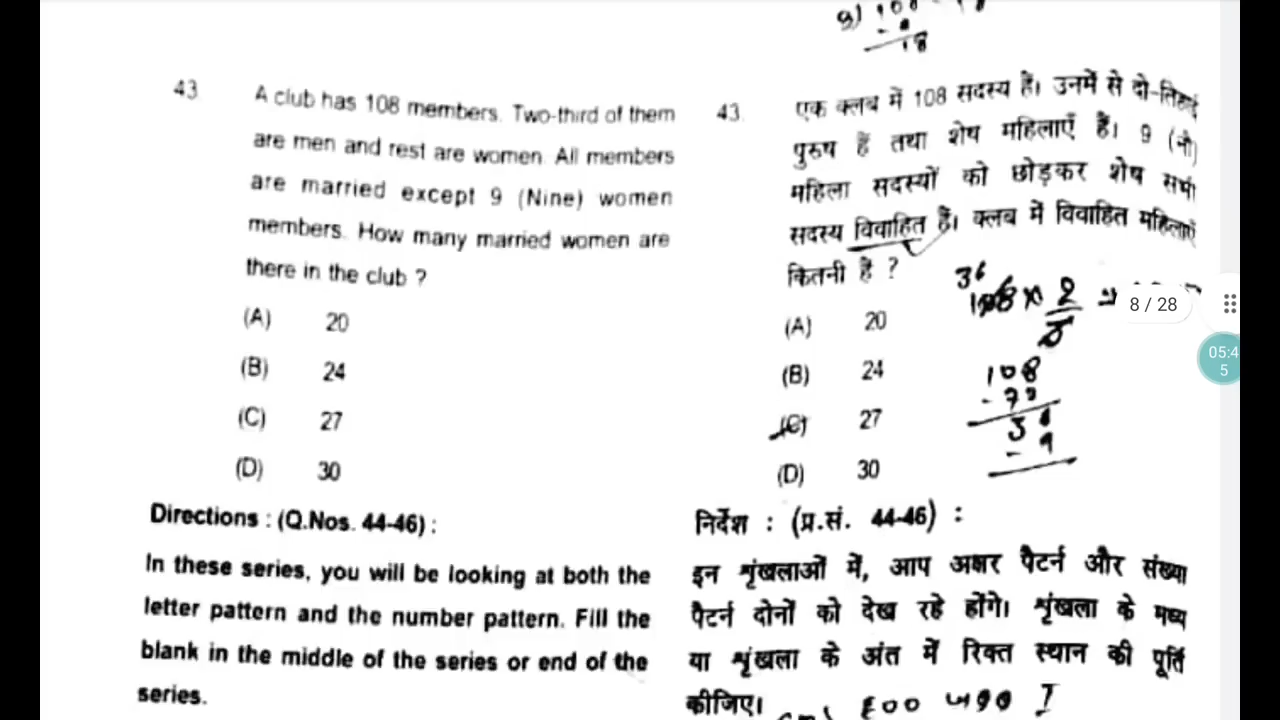 43
A club has 108 members. Two-third of them
are men and rest are women. All members
are married except 9 (Nine) women
members. How many married women are
there in the club ?
(A) 20
(B) 24
(C) 27
(D) 30
Directions : (Q.Nos. 44-46) :
In these series, you will be looking at both the
letter pattern and the number pattern. Fill the
blank in the middle of the series or end of the
series.
43.
एक क्लब में 108 सदस्य हैं। उनमें से दो-तिहाई
पुरुष हैं तथा शेष महिलाएँ हैं। 9 (नौ)
महिला सदस्यों को छोड़कर शेष सभी
सदस्य विवाहित हैं। क्लब में विवाहित महिलाएँ
कितनी है ?
(A) 20
(B) 24
(C) 27
(D) 30
36
108
- 9
निर्देश : (प्र.सं. 44-46) :
इन शृंखलाओं में, आप अक्षर पैटर्न और संख्या
पैटर्न दोनों को देख रहे होंगे। शृंखला के मध्य
या शृंखला के अंत में रिक्त स्थान की पूर्ति
कीजिए।
8 / 28
05:4
5